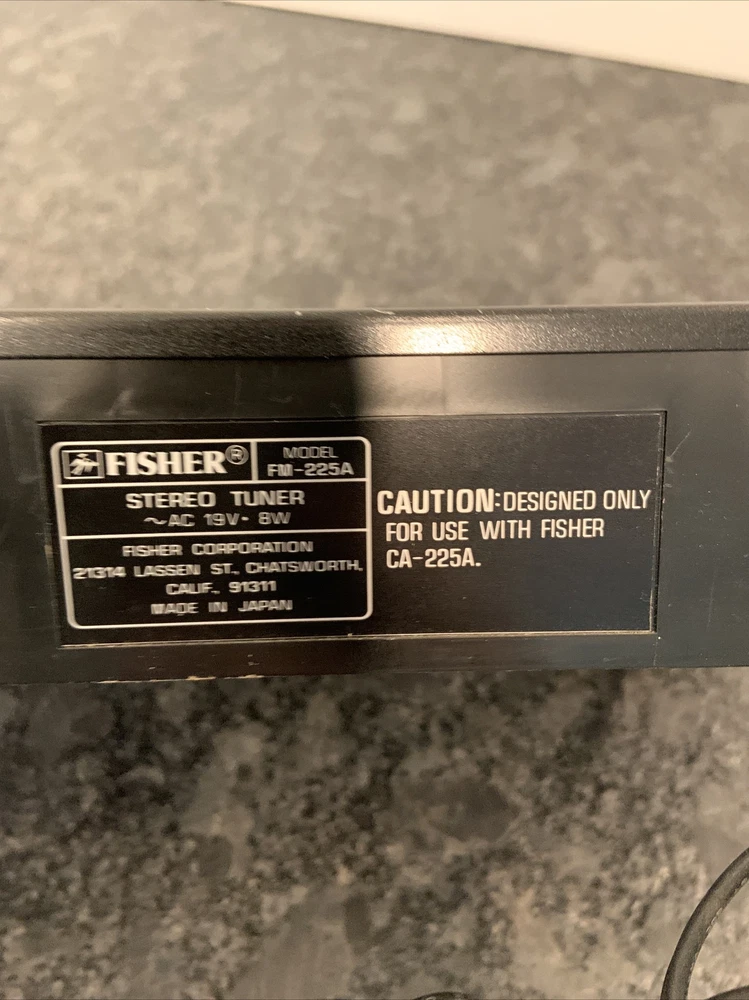 FISHER®
MODEL
FM-225A
STEREO TUNER
~AC 19V- 8W
FISHER CORPORATION
21314 LASSEN ST., CHATSWORTH,
CALIF., 91311
MADE IN JAPAN
CAUTION: DESIGNED ONLY
FOR USE WITH FISHER
CA-225A.